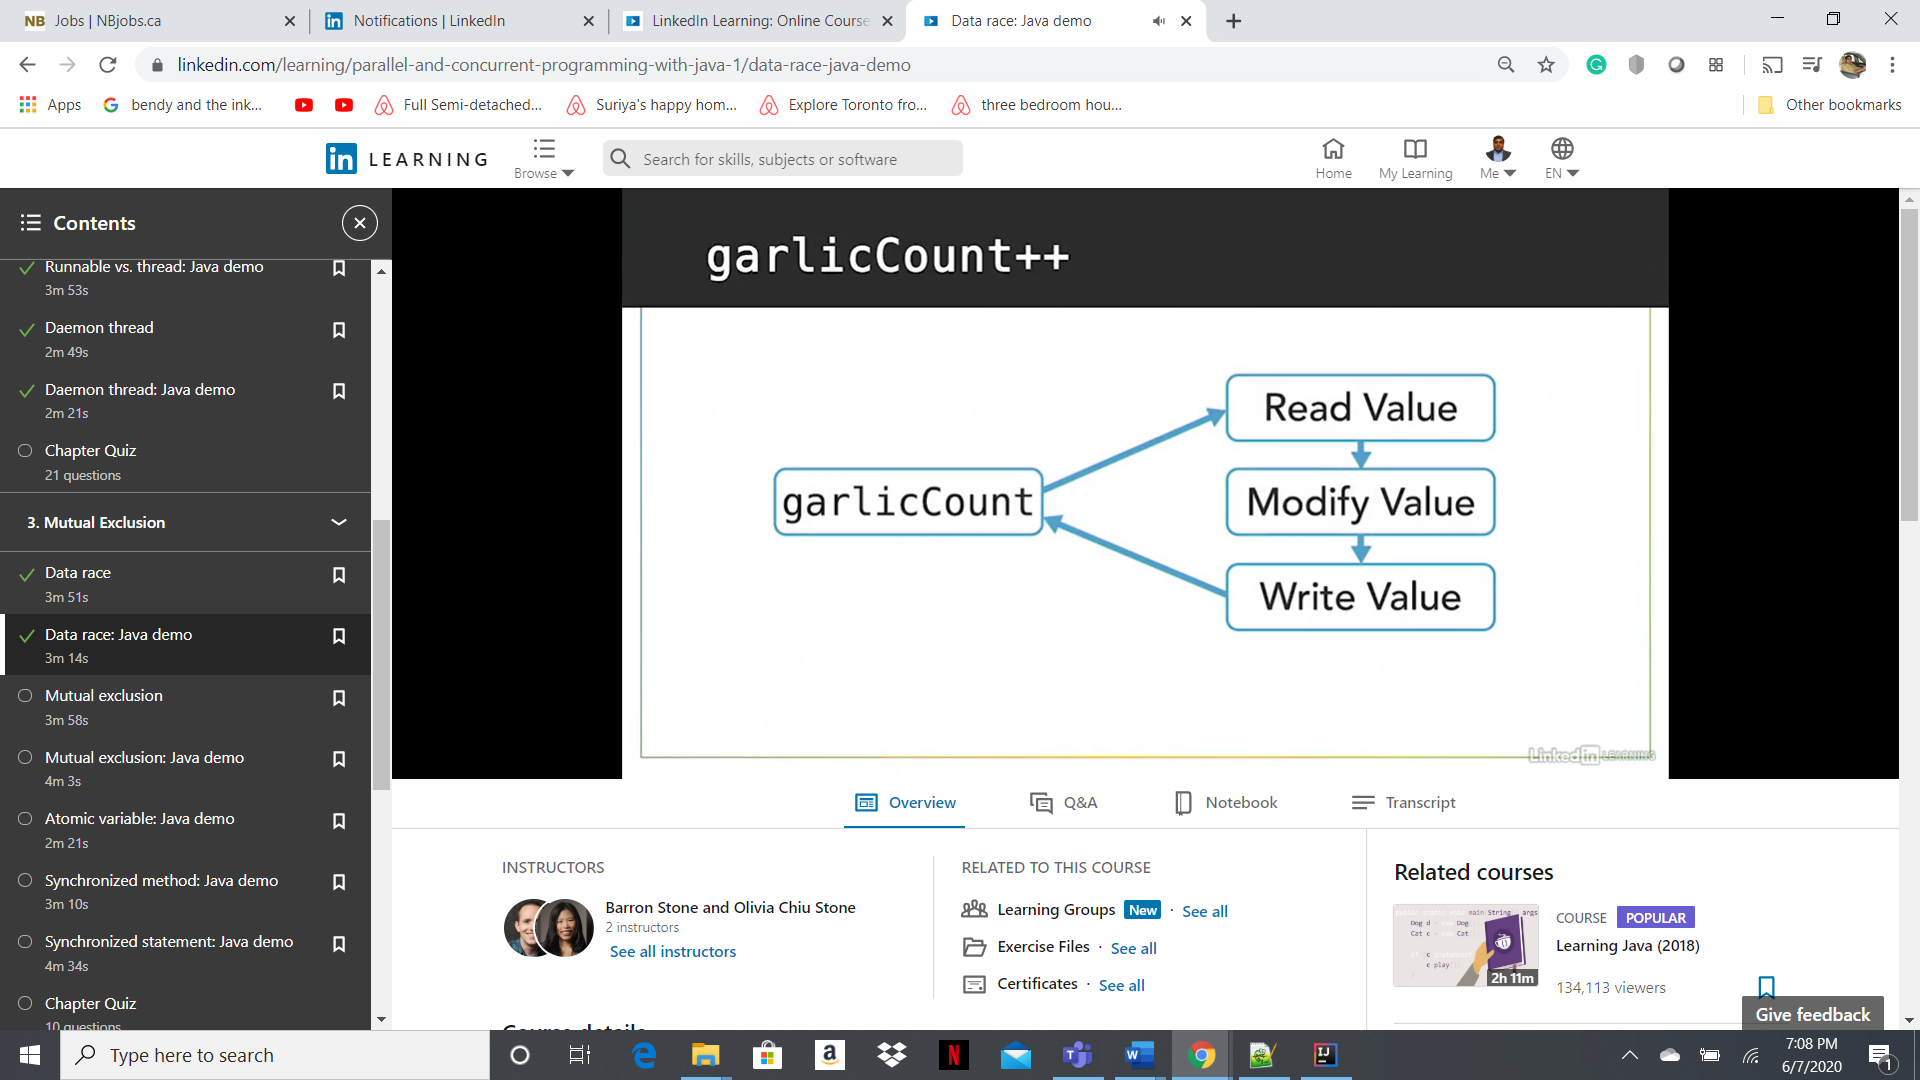 NB Jobs | NBjobs.ca
Notifications | LinkedIn
LinkedIn Learning: Online Course
Data race: Java demo
linkedin.com/learning/parallel-and-concurrent-programming-with-java-1/data-race-java-demo
Apps
bendy and the ink...
Full Semi-detached...
Suriya's happy hom...
Explore Toronto fro...
three bedroom hou...
Other bookmarks
in LEARNING
Browse
Search for skills, subjects or software
Home
My Learning
Me
EN
Contents
Runnable vs. thread: Java demo
3m 53s
Daemon thread
2m 49s
Daemon thread: Java demo
2m 21s
Chapter Quiz
21 questions
3. Mutual Exclusion
Data race
3m 51s
Data race: Java demo
3m 14s
Mutual exclusion
3m 58s
Mutual exclusion: Java demo
4m 3s
Atomic variable: Java demo
2m 21s
Synchronized method: Java demo
3m 10s
Synchronized statement: Java demo
4m 34s
Chapter Quiz
10 questions
garlicCount++
garlicCount
Read Value
Modify Value
Write Value
LinkedIn LEARNING
Overview
Q&A
Notebook
Transcript
INSTRUCTORS
Barron Stone and Olivia Chiu Stone
2 instructors
See all instructors
Course details
RELATED TO THIS COURSE
Learning Groups New · See all
Exercise Files · See all
Certificates · See all
Related courses
2h 11m
COURSE POPULAR
Learning Java (2018)
134,113 viewers
Give feedback
Type here to search
7:08 PM
6/7/2020
1